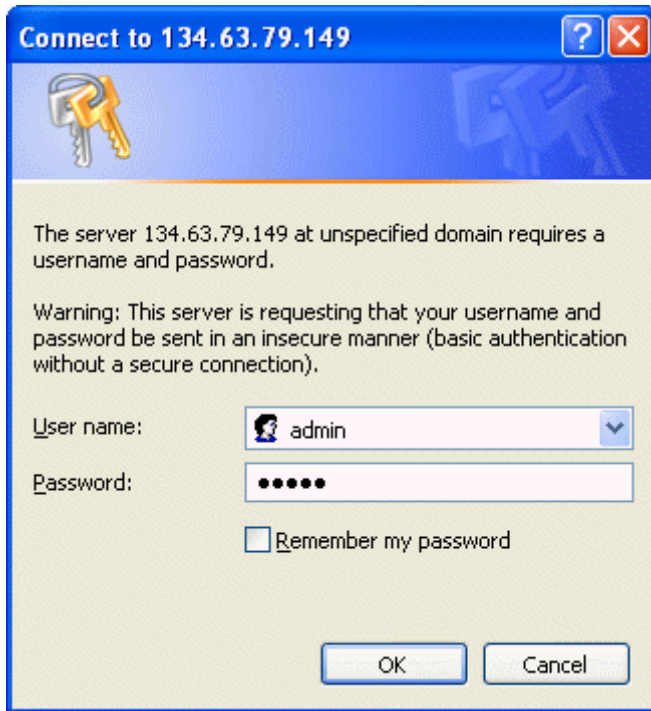 Connect to 134.63.79.149
The server 134.63.79.149 at unspecified domain requires a
username and password.
Warning: This server is requesting that your username and
password be sent in an insecure manner (basic authentication
without a secure connection).
User name:
admin
Password:
●●●●●
Remember my password
OK
Cancel